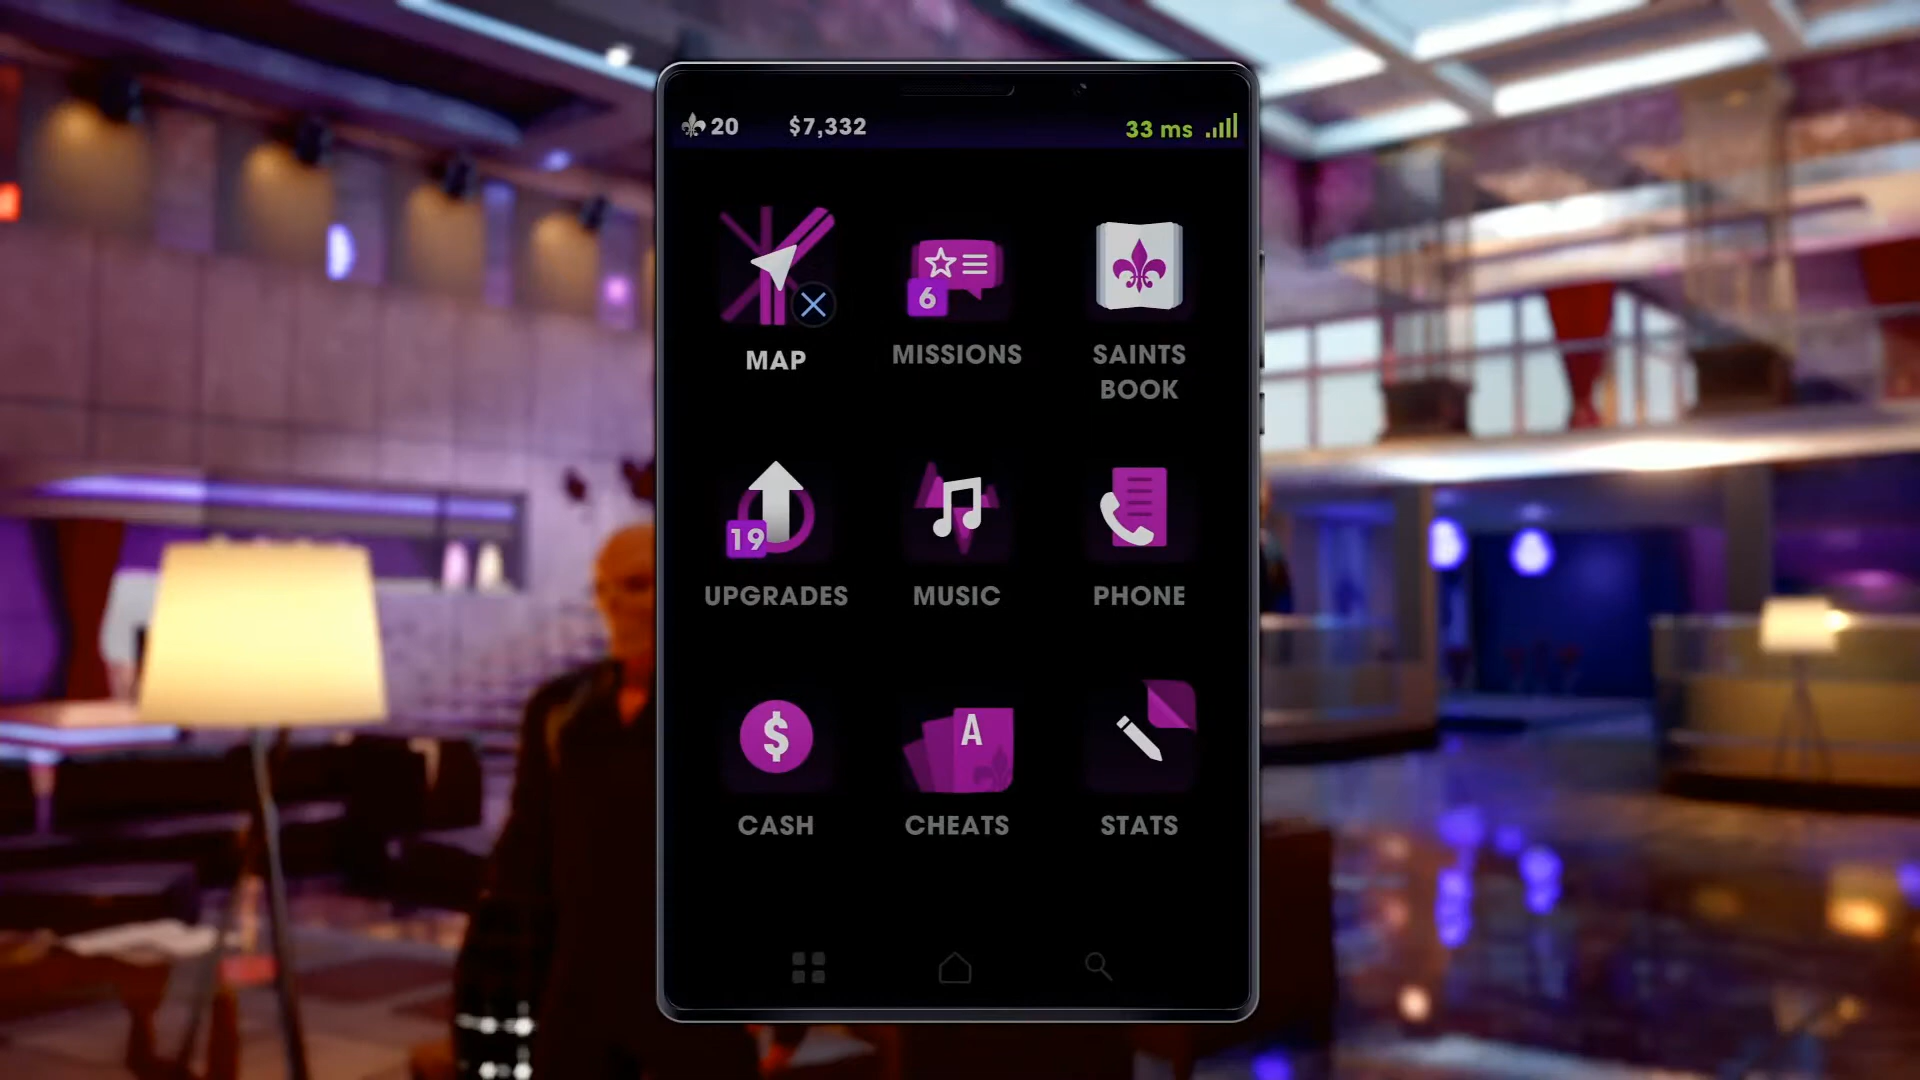 20 $7,332 33 ms
MAP
6
MISSIONS
SAINTS
BOOK
19
UPGRADES
MUSIC
PHONE
$
CASH
A
CHEATS
STATS